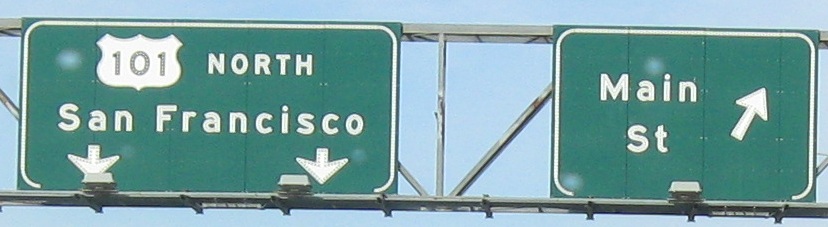 101 NORTH
San Francisco
Main
St